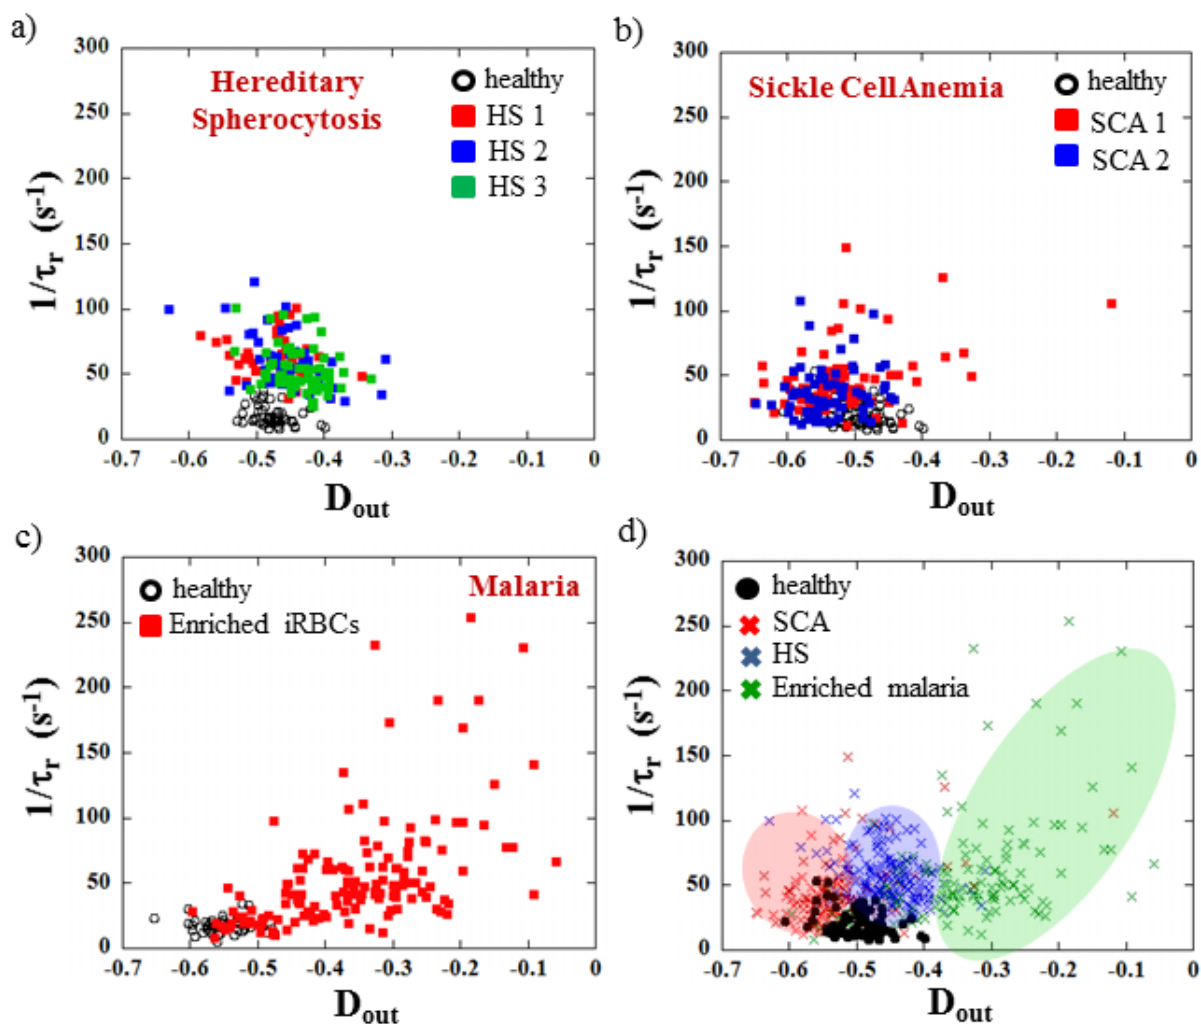 a)
300
250
200
150
100
50
0
1/τr (s-1)
Hereditary
Spherocytosis
healthy
HS 1
HS 2
HS 3
-0.7 -0.6 -0.5 -0.4 -0.3 -0.2 -0.1 0
Dout
b)
300
250
200
150
100
50
0
1/τr (s-1)
Sickle Cell Anemia
healthy
SCA 1
SCA 2
-0.7 -0.6 -0.5 -0.4 -0.3 -0.2 -0.1 0
Dout
c)
300
250
200
150
100
50
0
1/τr (s-1)
healthy
Enriched iRBCs
Malaria
-0.7 -0.6 -0.5 -0.4 -0.3 -0.2 -0.1 0
Dout
d)
300
250
200
150
100
50
0
1/τr (s-1)
healthy
SCA
HS
Enriched malaria
-0.7 -0.6 -0.5 -0.4 -0.3 -0.2 -0.1 0
Dout